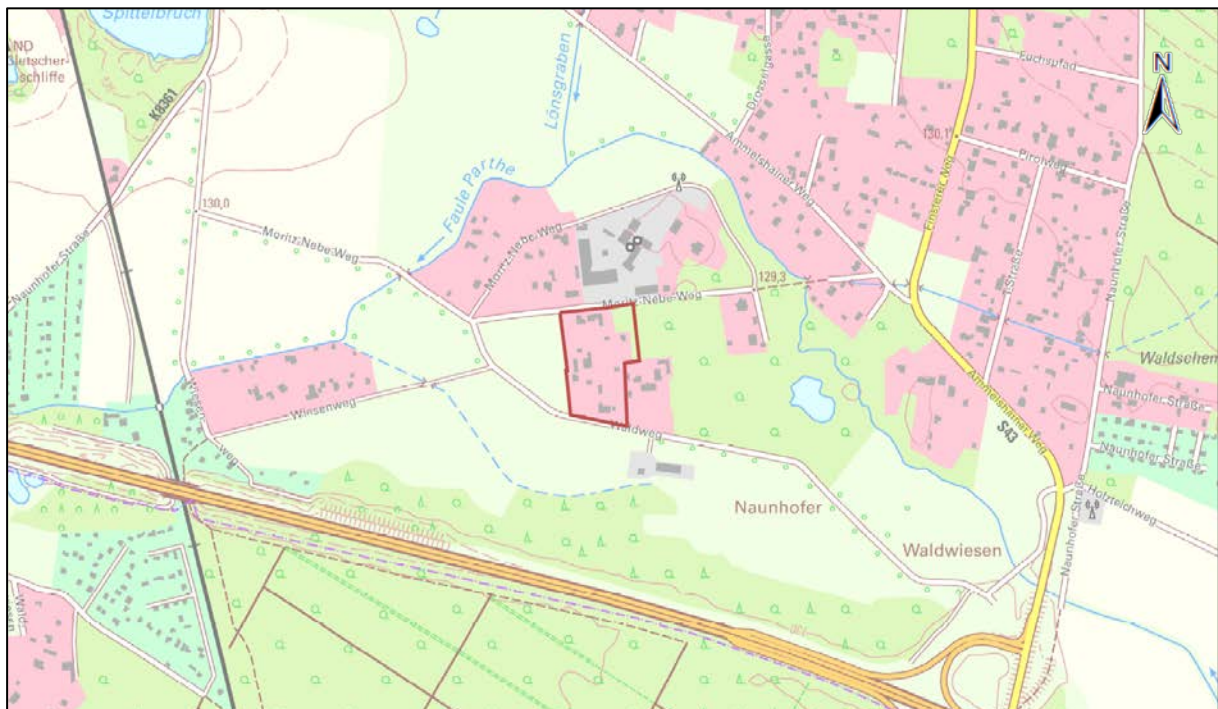 Spittelbruch
ND
Gletscher-
schliffe
K8361
Lönsgraben
Drosselgasse
Fuchspfad
N
Ammelshainer Weg
130,1
Pirolweg
Finsterer Weg
Naunhofer Straße
Faule Parthe
130,0
Moritz-Nebe-Weg
Moritz-Nebe-Weg
Naunhofer Straße
129,3
Moritz-Nebe-Weg
Waldschen
Naunhofer Straße
Wiesenweg
Wiesenweg
Waldweg
Ammelshainer Weg
S43
Naunhofer Straße
Naunhofer
Holzteichweg
Waldwiesen
Naunhofer Straße